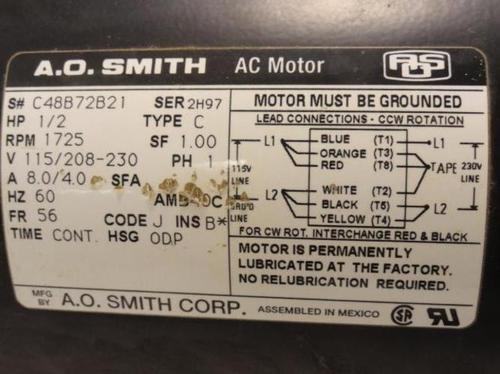 A.O. SMITH AC Motor AOS
S# C48B72B21 SER 2H97
HP 1/2 TYPE C
RPM 1725 SF 1.00
V 115/208-230 PH 1
A 8.0/4.0 SFA
HZ 60 AMB
FR 56 CODE J INS B*
TIME CONT. HSG ODP
MOTOR MUST BE GROUNDED
LEAD CONNECTIONS - CCW ROTATION
L1 BLUE (T1) L1
ORANGE (T3)
115V LINE RED (T8) TAPE 230V LINE
L2 WHITE (T2)
BLACK (T5) L2
YELLOW (T4)
FOR CW ROT. INTERCHANGE RED & BLACK
MOTOR IS PERMANENTLY
LUBRICATED AT THE FACTORY.
NO RELUBRICATION REQUIRED.
MFG BY A.O. SMITH CORP. ASSEMBLED IN MEXICO